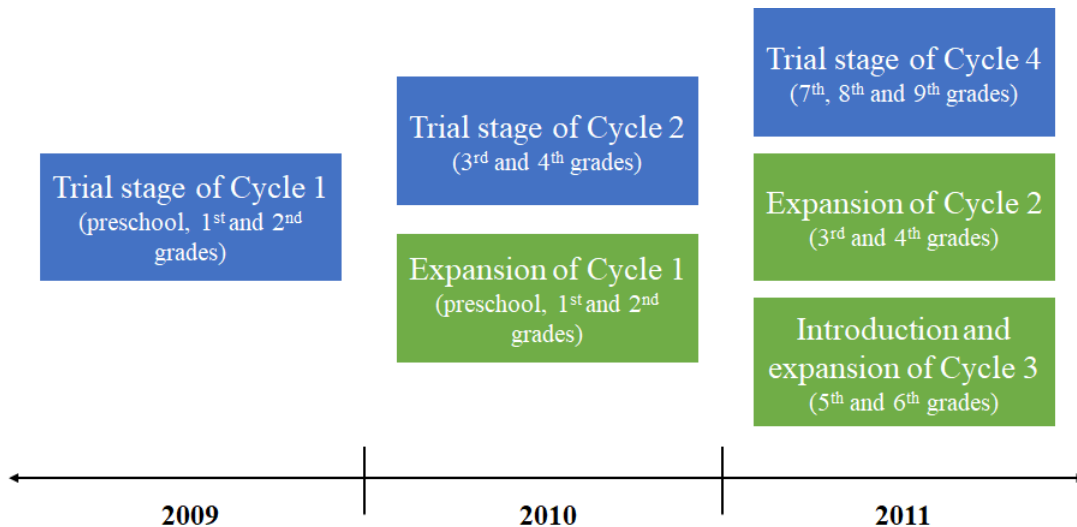 Trial stage of Cycle 1
(preschool, 1st and 2nd
grades)
Trial stage of Cycle 2
(3rd and 4th grades)
Expansion of Cycle 1
(preschool, 1st and 2nd
grades)
Trial stage of Cycle 4
(7th, 8th and 9th grades)
Expansion of Cycle 2
(3rd and 4th grades)
Introduction and
expansion of Cycle 3
(5th and 6th grades)
2009
2010
2011